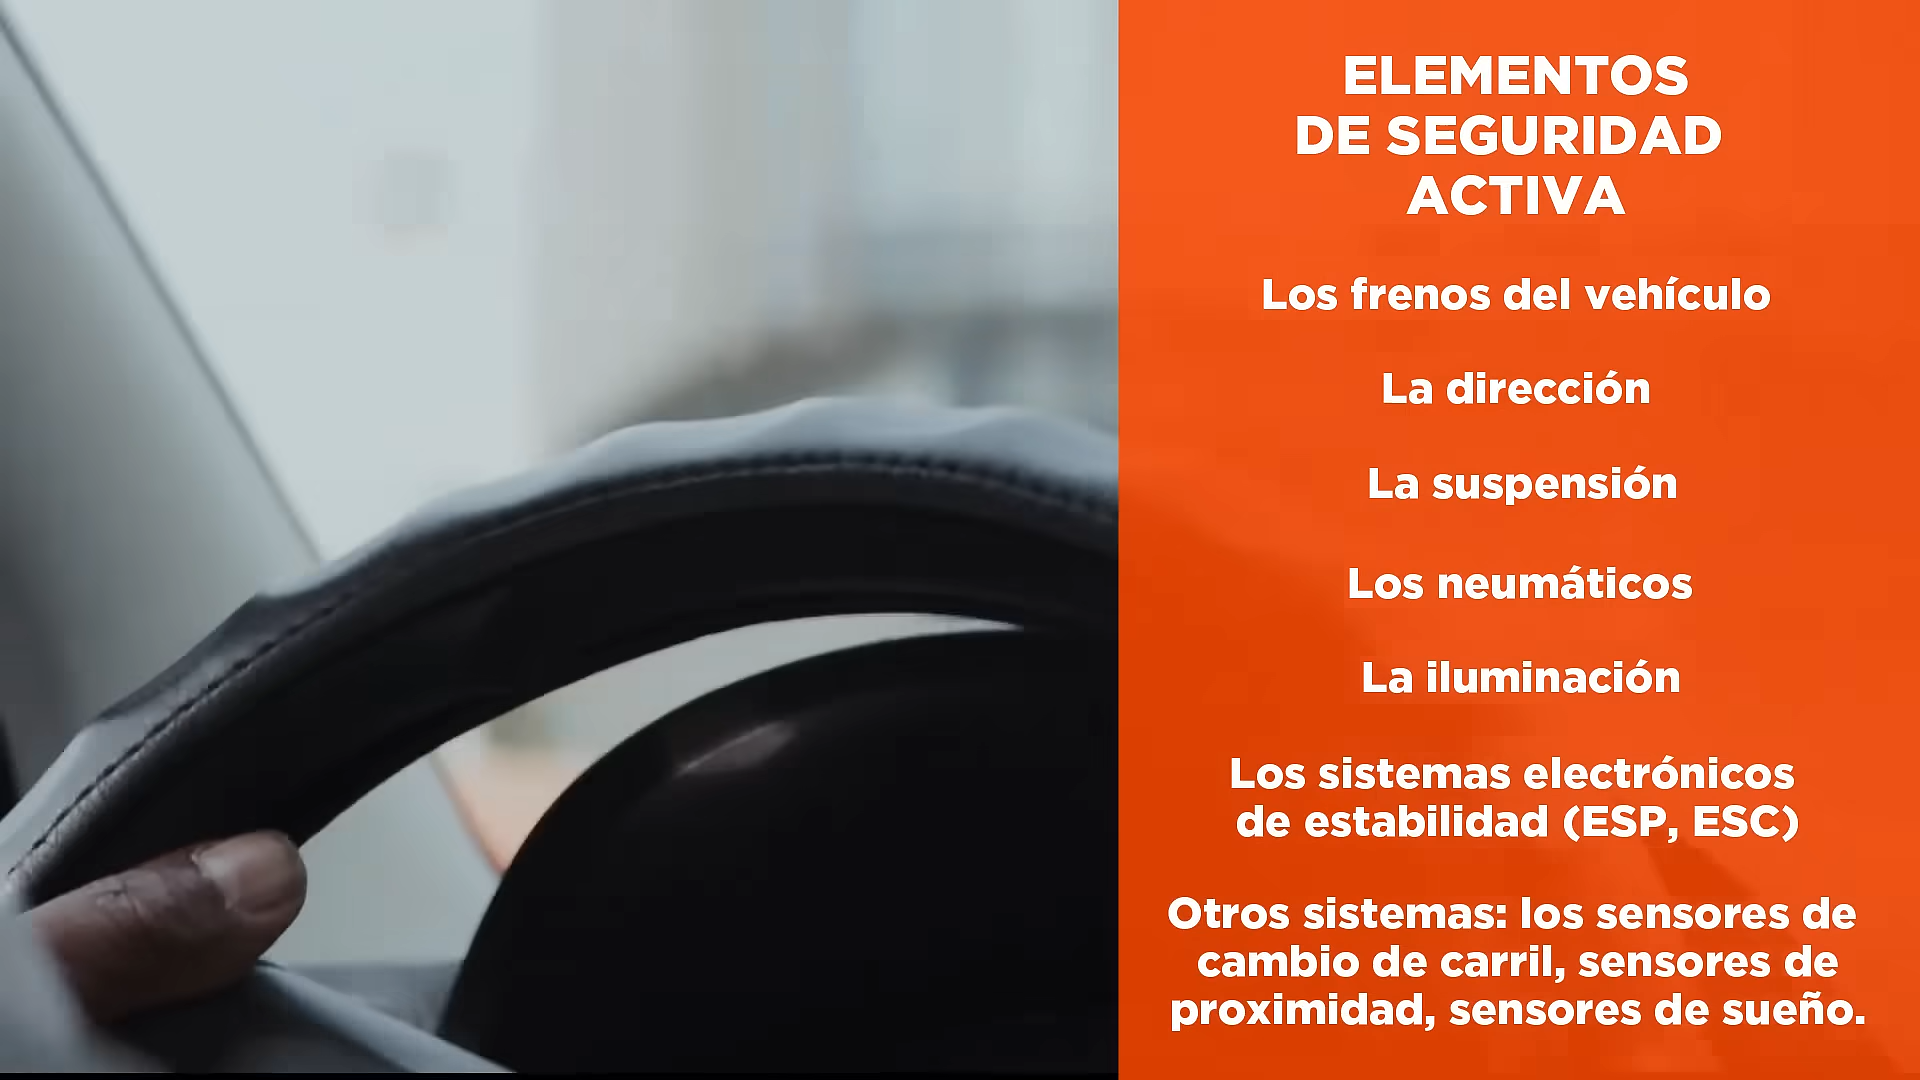 ELEMENTOS
DE SEGURIDAD
ACTIVA
Los frenos del vehículo
La dirección
La suspensión
Los neumáticos
La iluminación
Los sistemas electrónicos
de estabilidad (ESP, ESC)
Otros sistemas: los sensores de
cambio de carril, sensores de
proximidad, sensores de sueño.